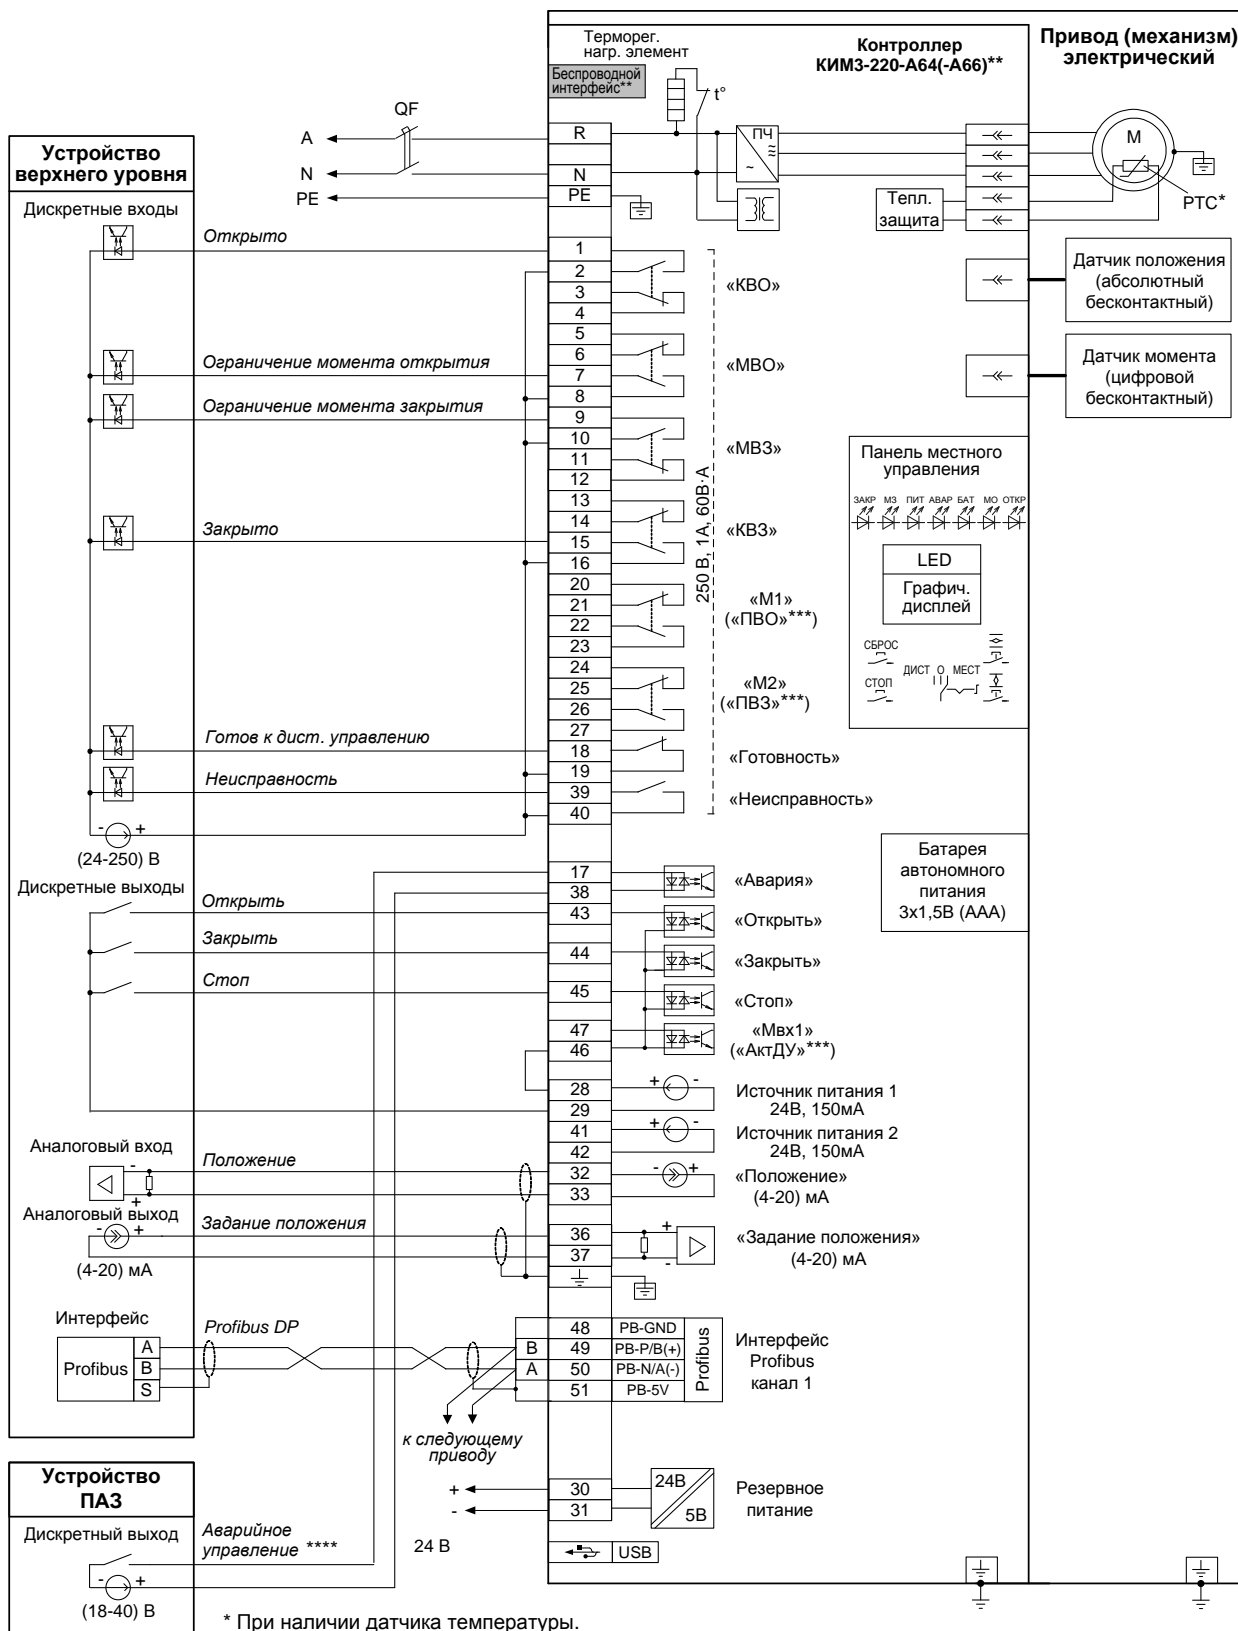 Терморег.
нагр. элемент
Контроллер
КИМ3-220-А64(-А66)**
Привод (механизм)
электрический
Беспроводной
интерфейс**
t°
QF
A
N
PE
R
N
PE
ПЧ
≈
~
M
Тепл.
защита
РТС*
Устройство
верхнего уровня
Дискретные входы
Открыто
1
2
3
4
«КВО»
Датчик положения
(абсолютный
бесконтактный)
5
6
7
8
«МВО»
Ограничение момента открытия
Датчик момента
(цифровой
бесконтактный)
Ограничение момента закрытия
9
10
11
12
«МВЗ»
13
14
15
16
«КВЗ»
Закрыто
250 В, 1А, 60В·А
20
21
22
23
«М1»
(«ПВО»***)
24
25
26
27
«М2»
(«ПВЗ»***)
Готов к дист. управлению
18
19
«Готовность»
Неисправность
39
40
«Неисправность»
- +
(24-250) В
Панель местного
управления
ЗАКР МЗ ПИТ АВАР БАТ МО ОТКР
LED
Графич.
дисплей
СБРОС
ДИСТ О МЕСТ
СТОП
Батарея
автономного
питания
3х1,5В (ААА)
Дискретные выходы
17
38
«Авария»
Открыть
43
«Открыть»
Закрыть
44
«Закрыть»
Стоп
45
«Стоп»
47
46
«Мвх1»
(«АктДУ»***)
28
29
+ -
Источник питания 1
24В, 150мА
41
42
+ -
Источник питания 2
24В, 150мА
Аналоговый вход
- +
Положение
32
33
- +
«Положение»
(4-20) мА
Аналоговый выход
- +
(4-20) мА
Задание положения
36
37
+ -
«Задание положения»
(4-20) мА
Интерфейс
Profibus
A
B
S
Profibus DP
B
A
48 PB-GND
49 PB-P/B(+)
50 PB-N/A(-)
51 PB-5V
Profibus
Интерфейс
Profibus
канал 1
к следующему
приводу
Устройство
ПАЗ
Дискретный выход
- +
(18-40) В
Аварийное
управление ****
+
-
24 В
30
31
24В
5В
Резервное
питание
USB
* При наличии датчика температуры.